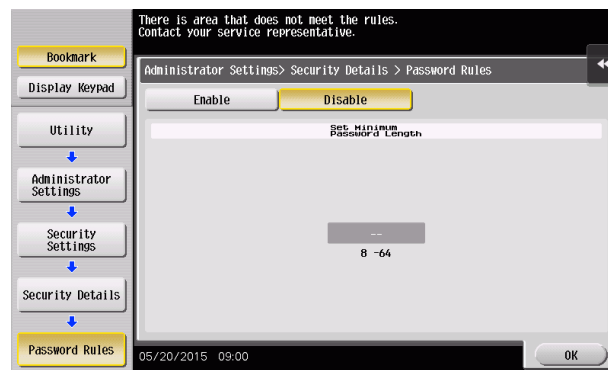 There is area that does not meet the rules.
Contact your service representative.
Bookmark
Display Keypad
Utility
Administrator
Settings
Security
Settings
Security Details
Password Rules
Administrator Settings> Security Details > Password Rules
Enable
Disable
Set Minimum
Password Length
--
8 -64
05/20/2015 09:00
OK